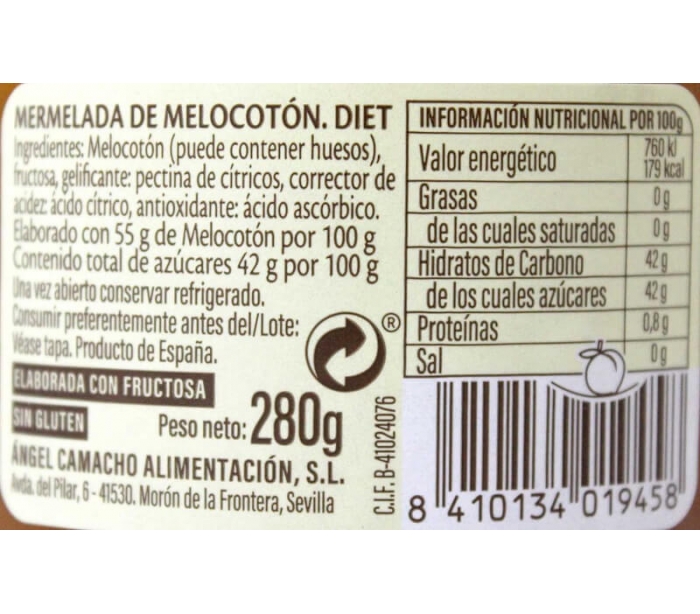 MERMELADA DE MELOCOTÓN. DIET
Ingredientes: Melocotón (puede contener huesos),
fructosa, gelificante: pectina de cítricos, corrector de
acidez: ácido cítrico, antioxidante: ácido ascórbico.
Elaborado con 55 g de Melocotón por 100 g
Contenido total de azúcares 42 g por 100 g
Una vez abierto conservar refrigerado.
Consumir preferentemente antes del/Lote:
Véase tapa. Producto de España.
ELABORADA CON FRUCTOSA
SIN GLUTEN
Peso neto: 280g
ÁNGEL CAMACHO ALIMENTACIÓN, S.L.
Avda. del Pilar, 6 - 41530. Morón de la Frontera, Sevilla
®
C.I.F. B-41024076
INFORMACIÓN NUTRICIONAL POR 100g
Valor energético 760 kJ
179 kcal
Grasas 0g
de las cuales saturadas 0g
Hidratos de Carbono 42g
de los cuales azúcares 42g
Proteínas 0,8g
Sal 0g
8 410134 019458